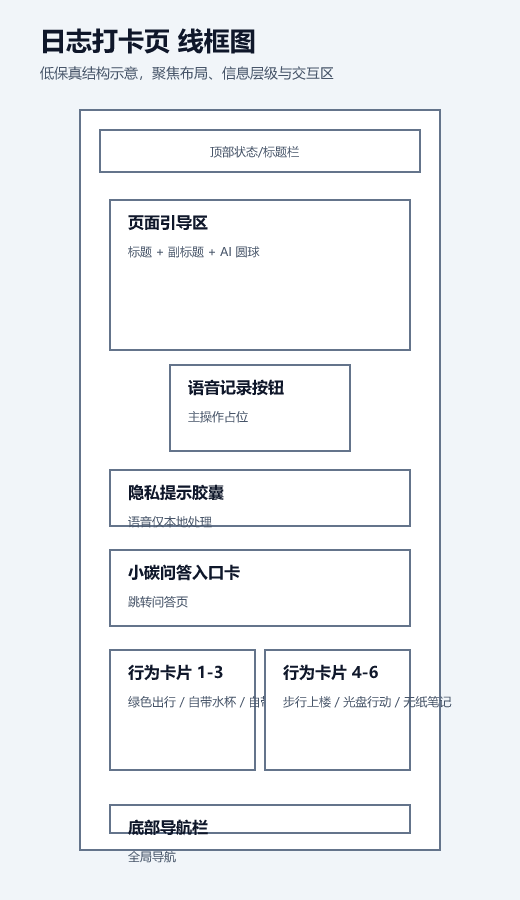 日志打卡页 线框图
低保真结构示意，聚焦布局、信息层级与交互区
顶部状态/标题栏
页面引导区
标题 + 副标题 + AI 圆球
语音记录按钮
主操作占位
隐私提示胶囊
语音仅本地处理
小碳问答入口卡
跳转问答页
行为卡片 1-3
绿色出行 / 自带水杯 / 自
行为卡片 4-6
步行上楼 / 光盘行动 / 无纸笔记
底部导航栏
全局导航